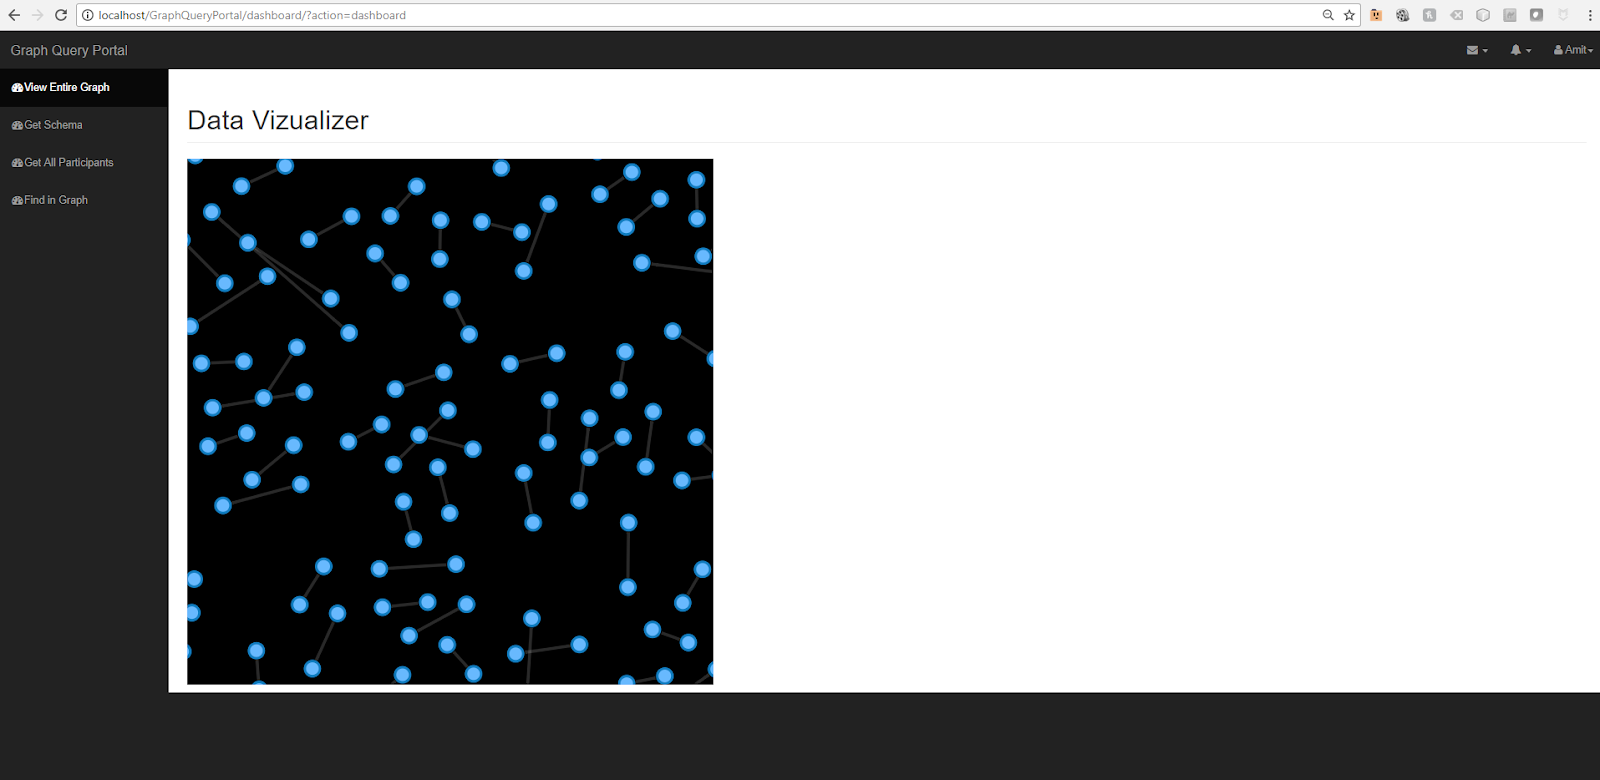 localhost/GraphQueryPortal/dashboard/?action=dashboard
Graph Query Portal
Amit
View Entire Graph
Get Schema
Get All Participants
Find in Graph
Data Vizualizer